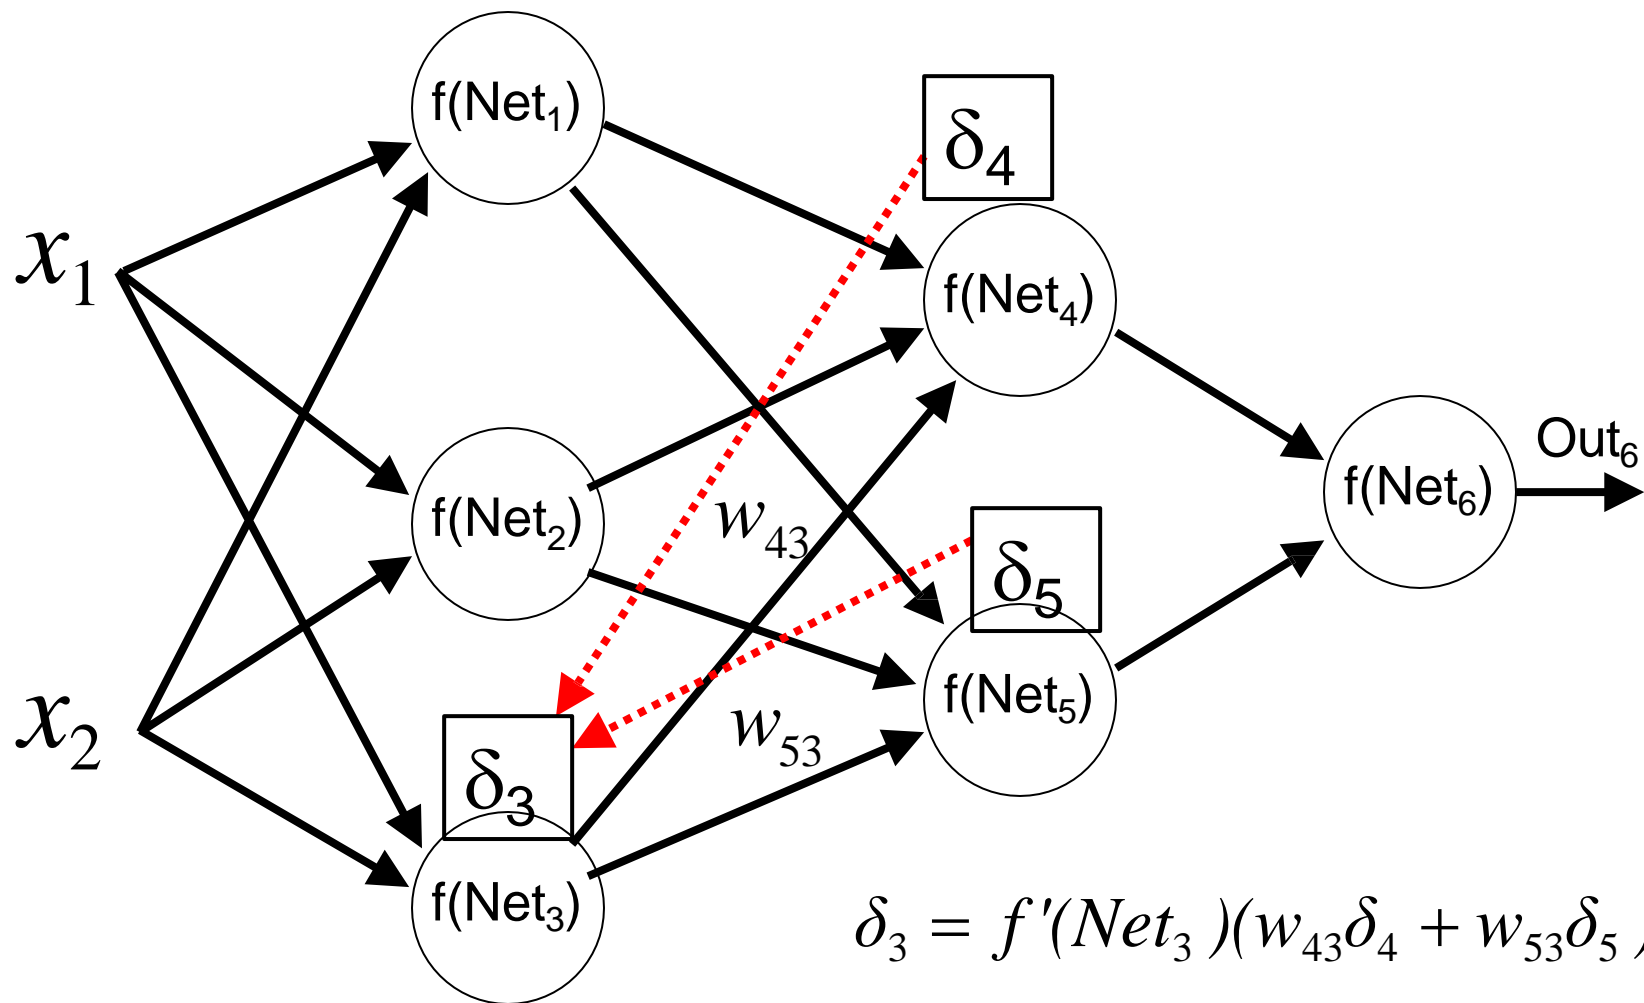 f(Net₁)
δ₄
x₁
f(Net₄)
Out₆
f(Net₂)
w₄₃
f(Net₆)
δ₅
x₂
f(Net₅)
w₅₃
δ₃
f(Net₃)
δ₃ = f'(Net₃ )(w₄₃δ₄ + w₅₃δ₅ )